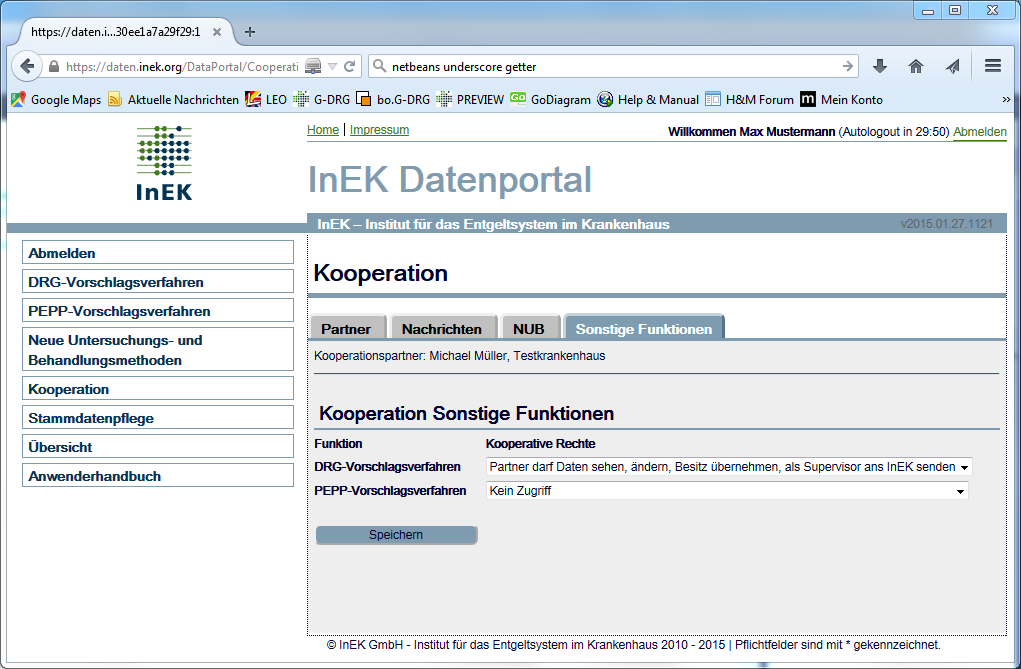 https://daten.i...30ee1a7a29f29:1
https://daten.inek.org/DataPortal/Cooperati
netbeans underscore getter
Google Maps Aktuelle Nachrichten LEO G-DRG bo.G-DRG PREVIEW GO GoDiagram Help & Manual H&M Forum m Mein Konto »
InEK
Home | Impressum
Willkommen Max Mustermann (Autologout in 29:50) Abmelden
InEK Datenportal
InEK – Institut für das Entgeltsystem im Krankenhaus v2015.01.27.1121
Abmelden
DRG-Vorschlagsverfahren
PEPP-Vorschlagsverfahren
Neue Untersuchungs- und
Behandlungsmethoden
Kooperation
Stammdatenpflege
Übersicht
Anwenderhandbuch
Kooperation
Partner Nachrichten NUB Sonstige Funktionen
Kooperationspartner: Michael Müller, Testkrankenhaus
Kooperation Sonstige Funktionen
Funktion Kooperative Rechte
DRG-Vorschlagsverfahren Partner darf Daten sehen, ändern, Besitz übernehmen, als Supervisor ans InEK senden
PEPP-Vorschlagsverfahren Kein Zugriff
Speichern
© InEK GmbH - Institut für das Entgeltsystem im Krankenhaus 2010 - 2015 | Pflichtfelder sind mit * gekennzeichnet.